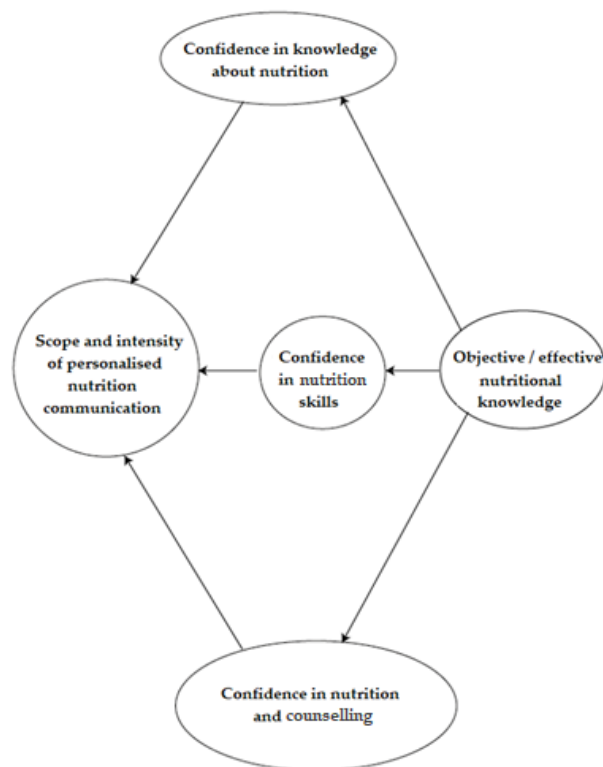 Confidence in knowledge
about nutrition
Scope and intensity
of personalised
nutrition
communication
Confidence
in nutrition
skills
Objective / effective
nutritional
knowledge
Confidence in nutrition
and counselling